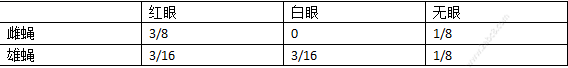 红眼 白眼 无眼
雌蝇 3/8 0 1/8
雄蝇 3/16 3/16 1/8